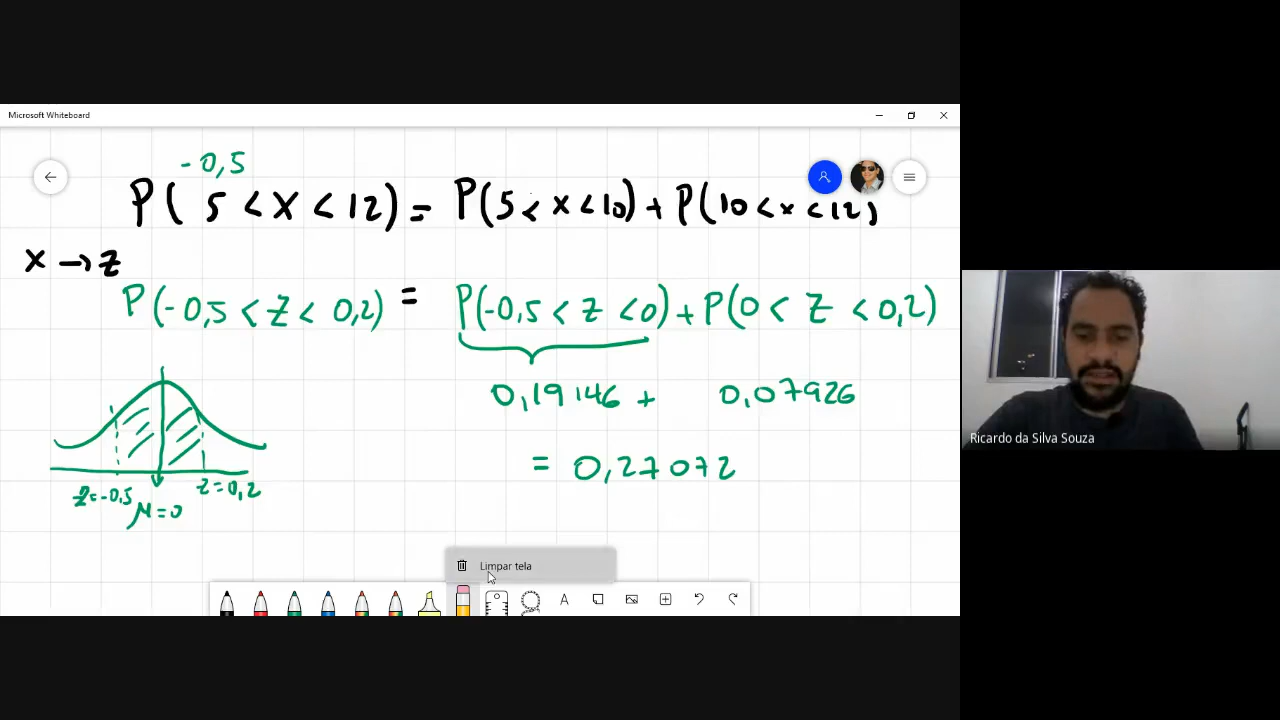 Microsoft Whiteboard
- 0,5
P( 5 < X < 12) = P(5 < x < 10) + P(10 < x < 12)
X → Z
P(-0,5 < Z < 0,2) = P(-0,5 < Z < 0) + P(0 < Z < 0,2)
0,19146 + 0,07926
= 0,27072
Z=-0,5
μ=0
Z=0,2
Limpar tela
A
Ricardo da Silva Souza